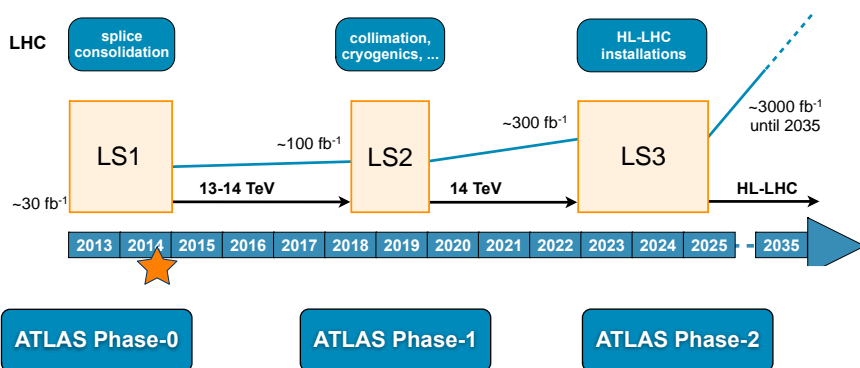 LHC
splice
consolidation
collimation,
cryogenics, ...
HL-LHC
installations
LS1
LS2
LS3
~30 fb⁻¹
~100 fb⁻¹
~300 fb⁻¹
~3000 fb⁻¹
until 2035
13-14 TeV
14 TeV
HL-LHC
2013 2014 2015 2016 2017 2018 2019 2020 2021 2022 2023 2024 2025 2035
ATLAS Phase-0
ATLAS Phase-1
ATLAS Phase-2